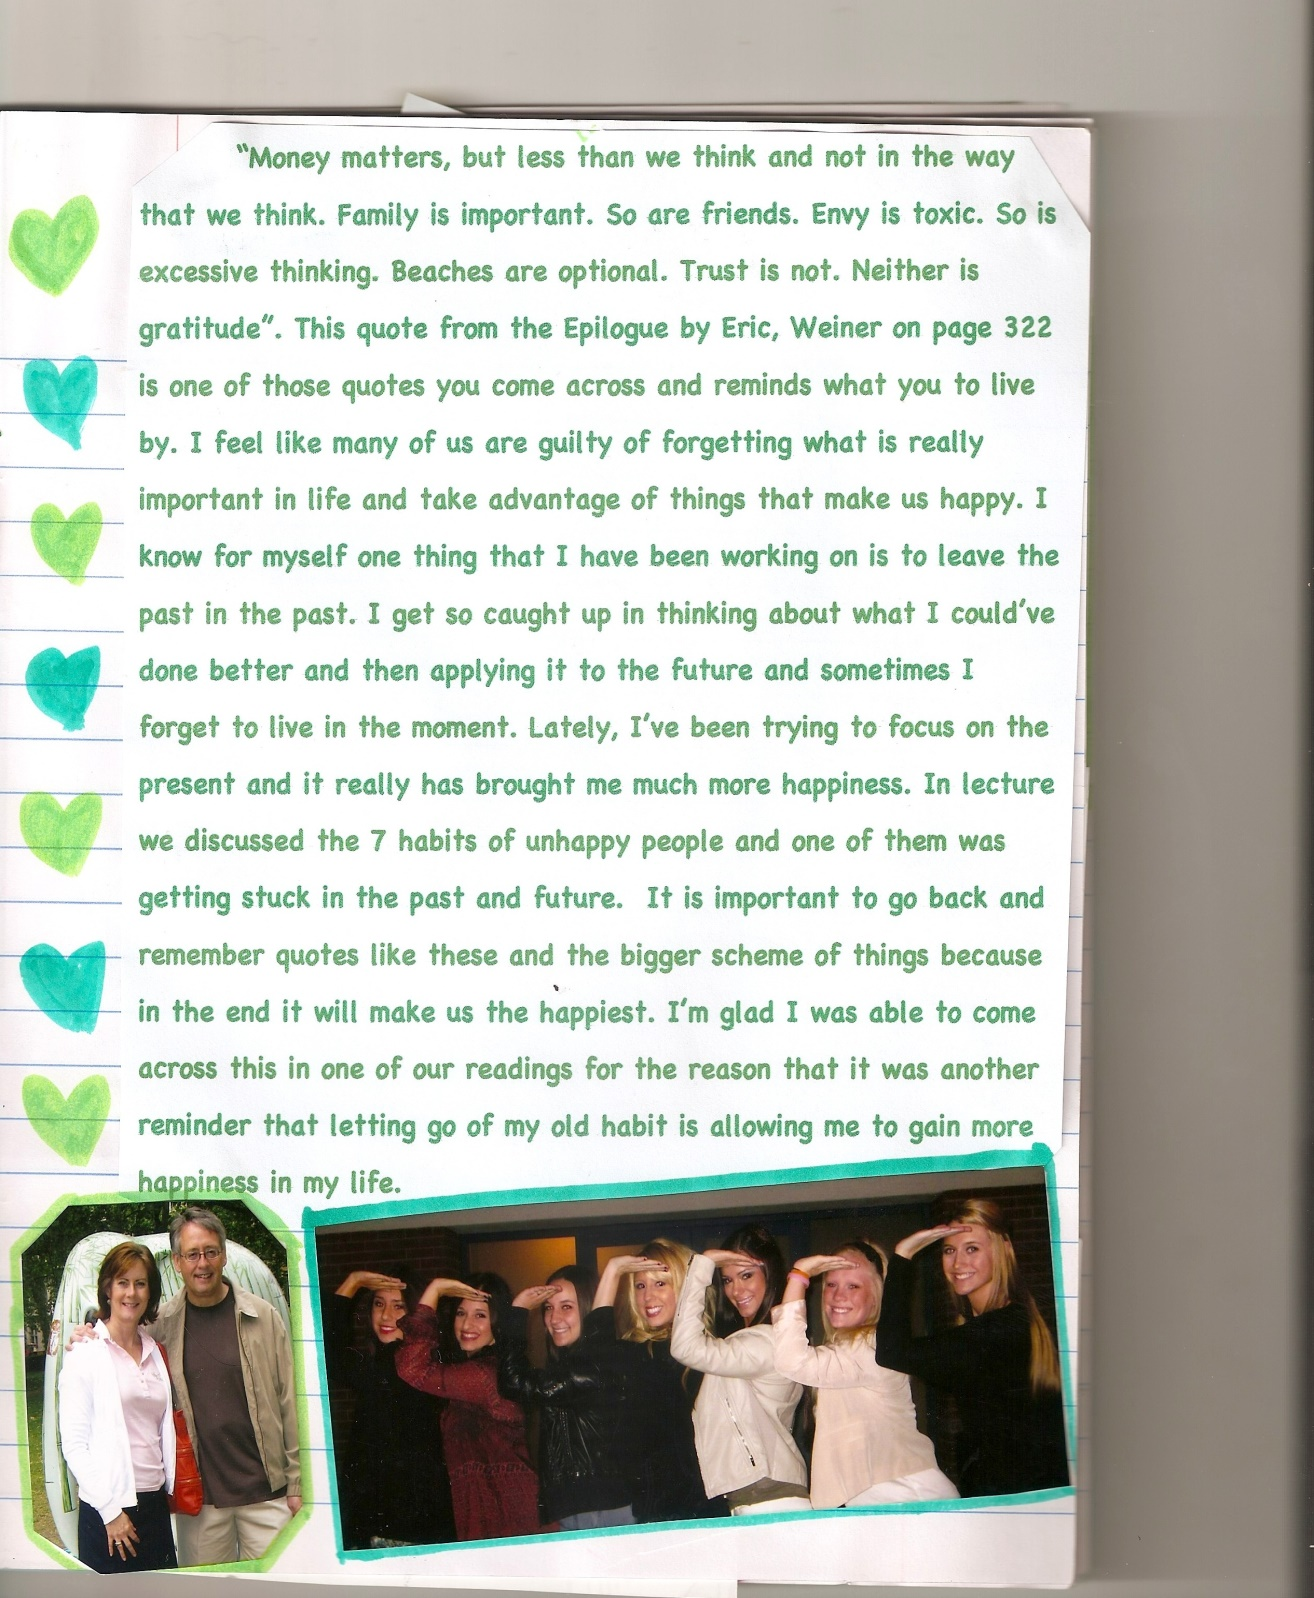 “Money matters, but less than we think and not in the way
that we think. Family is important. So are friends. Envy is toxic. So is
excessive thinking. Beaches are optional. Trust is not. Neither is
gratitude”. This quote from the Epilogue by Eric, Weiner on page 322
is one of those quotes you come across and reminds what you to live
by. I feel like many of us are guilty of forgetting what is really
important in life and take advantage of things that make us happy. I
know for myself one thing that I have been working on is to leave the
past in the past. I get so caught up in thinking about what I could’ve
done better and then applying it to the future and sometimes I
forget to live in the moment. Lately, I’ve been trying to focus on the
present and it really has brought me much more happiness. In lecture
we discussed the 7 habits of unhappy people and one of them was
getting stuck in the past and future.  It is important to go back and
remember quotes like these and the bigger scheme of things because
in the end it will make us the happiest. I’m glad I was able to come
across this in one of our readings for the reason that it was another
reminder that letting go of my old habit is allowing me to gain more
happiness in my life.